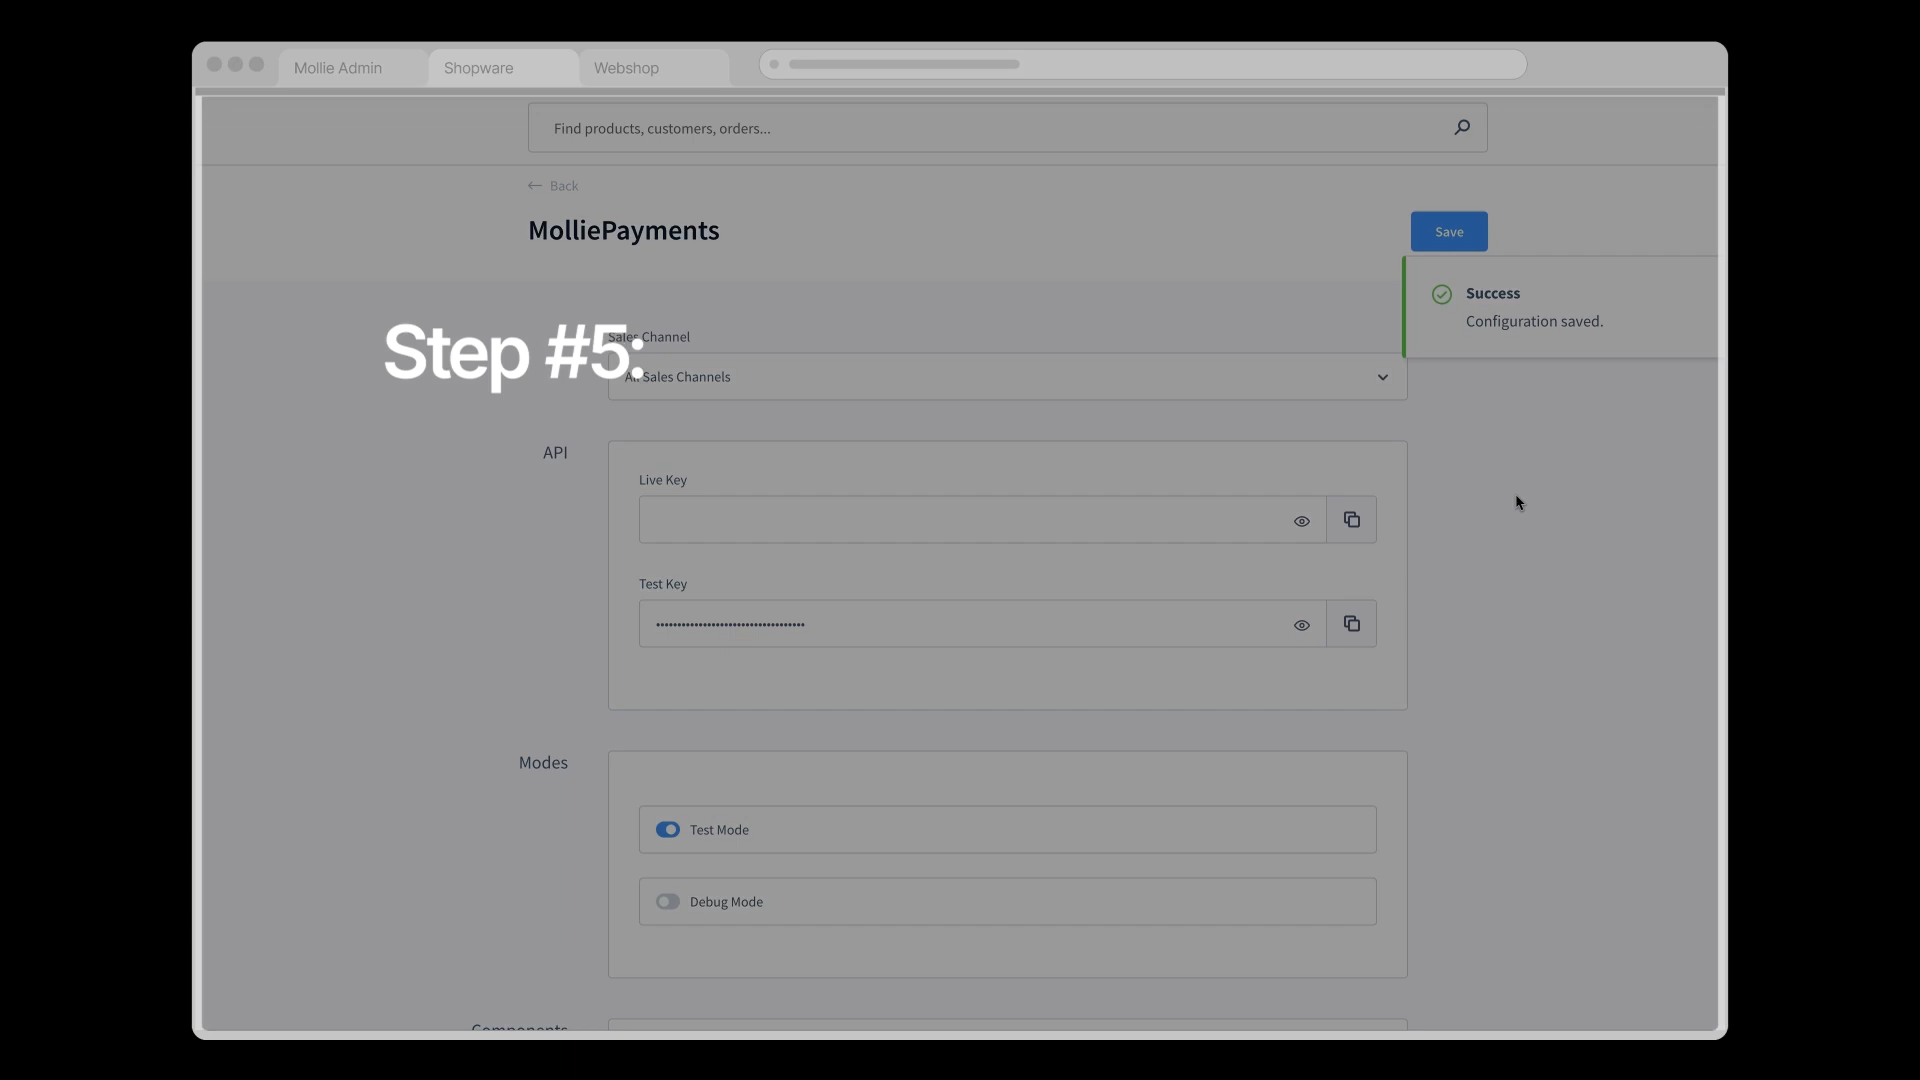 Mollie Admin
Shopware
Webshop
Find products, customers, orders...
Back
MolliePayments
Save
Success
Configuration saved.
Step #5:
Sales Channel
All Sales Channels
API
Live Key
Test Key
Modes
Test Mode
Debug Mode
Components